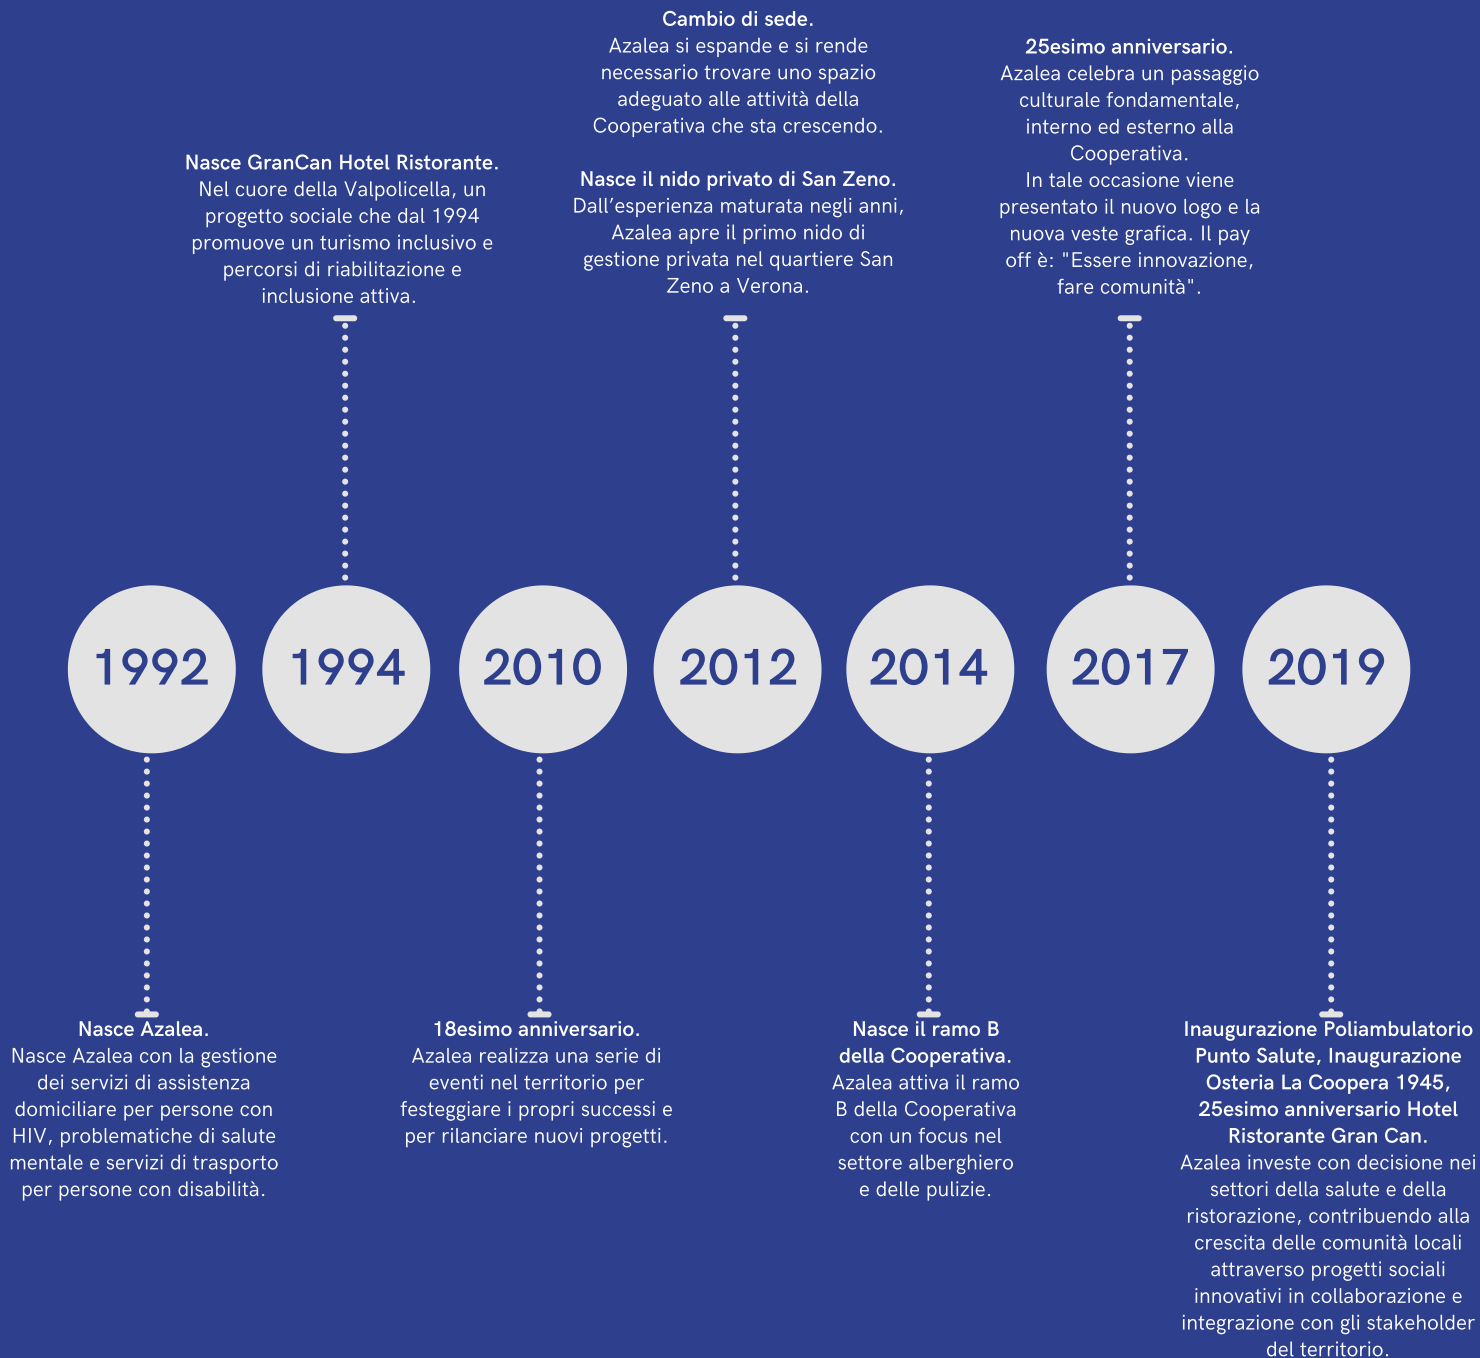 Cambio di sede.
Azalea si espande e si rende
necessario trovare uno spazio
adeguato alle attività della
Cooperativa che sta crescendo.
Nasce il nido privato di San Zeno.
Dall'esperienza maturata negli anni,
Azalea apre il primo nido di
gestione privata nel quartiere San
Zeno a Verona.
25esimo anniversario.
Azalea celebra un passaggio
culturale fondamentale,
interno ed esterno alla
Cooperativa.
In tale occasione viene
presentato il nuovo logo e la
nuova veste grafica. Il pay
off è: "Essere innovazione,
fare comunità".
Nasce GranCan Hotel Ristorante.
Nel cuore della Valpolicella, un
progetto sociale che dal 1994
promuove un turismo inclusivo e
percorsi di riabilitazione e
inclusione attiva.
1992
1994
2010
2012
2014
2017
2019
Nasce Azalea.
Nasce Azalea con la gestione
dei servizi di assistenza
domiciliare per persone con
HIV, problematiche di salute
mentale e servizi di trasporto
per persone con disabilità.
18esimo anniversario.
Azalea realizza una serie di
eventi nel territorio per
festeggiare i propri successi e
per rilanciare nuovi progetti.
Nasce il ramo B
della Cooperativa.
Azalea attiva il ramo
B della Cooperativa
con un focus nel
settore alberghiero
e delle pulizie.
Inaugurazione Poliambulatorio
Punto Salute, Inaugurazione
Osteria La Coopera 1945,
25esimo anniversario Hotel
Ristorante Gran Can.
Azalea investe con decisione nei
settori della salute e della
ristorazione, contribuendo alla
crescita delle comunità locali
attraverso progetti sociali
innovativi in collaborazione e
integrazione con gli stakeholder
del territorio.